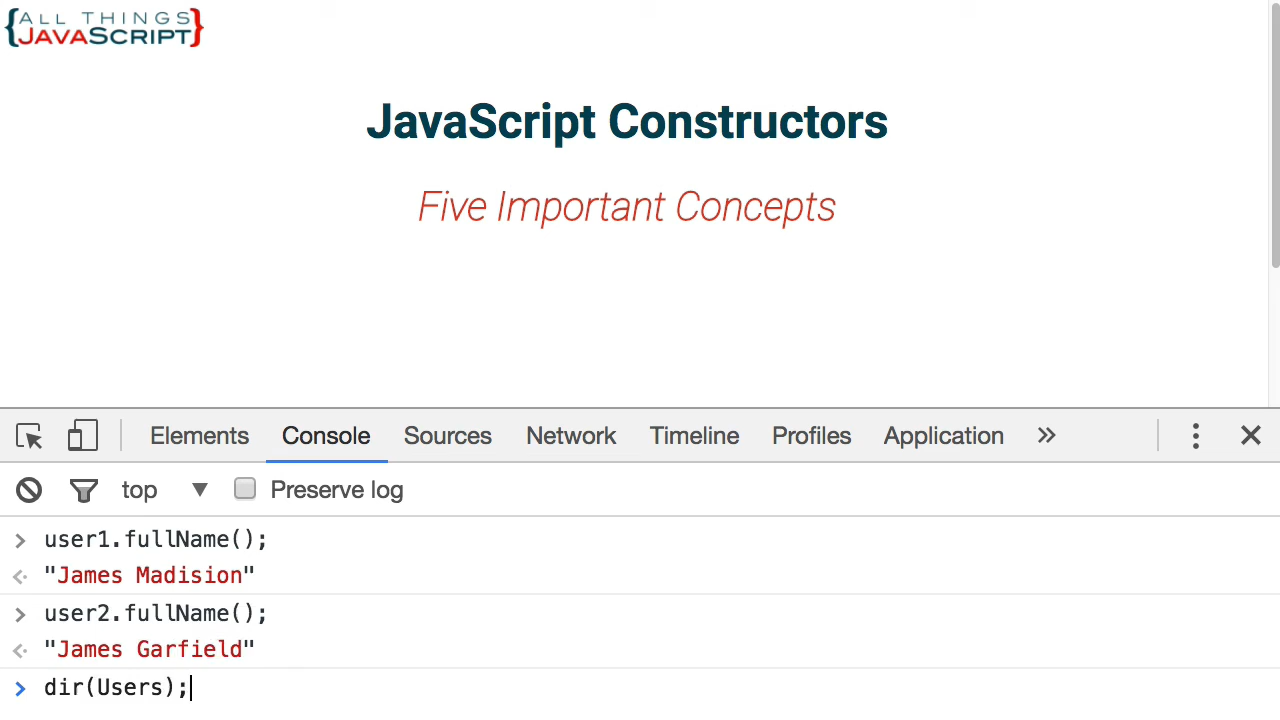 {ALL THINGS
JAVASCRIPT}
JavaScript Constructors
Five Important Concepts
Elements Console Sources Network Timeline Profiles Application »
top ▼ Preserve log
> user1.fullName();
"James Madision"
> user2.fullName();
"James Garfield"
> dir(Users);